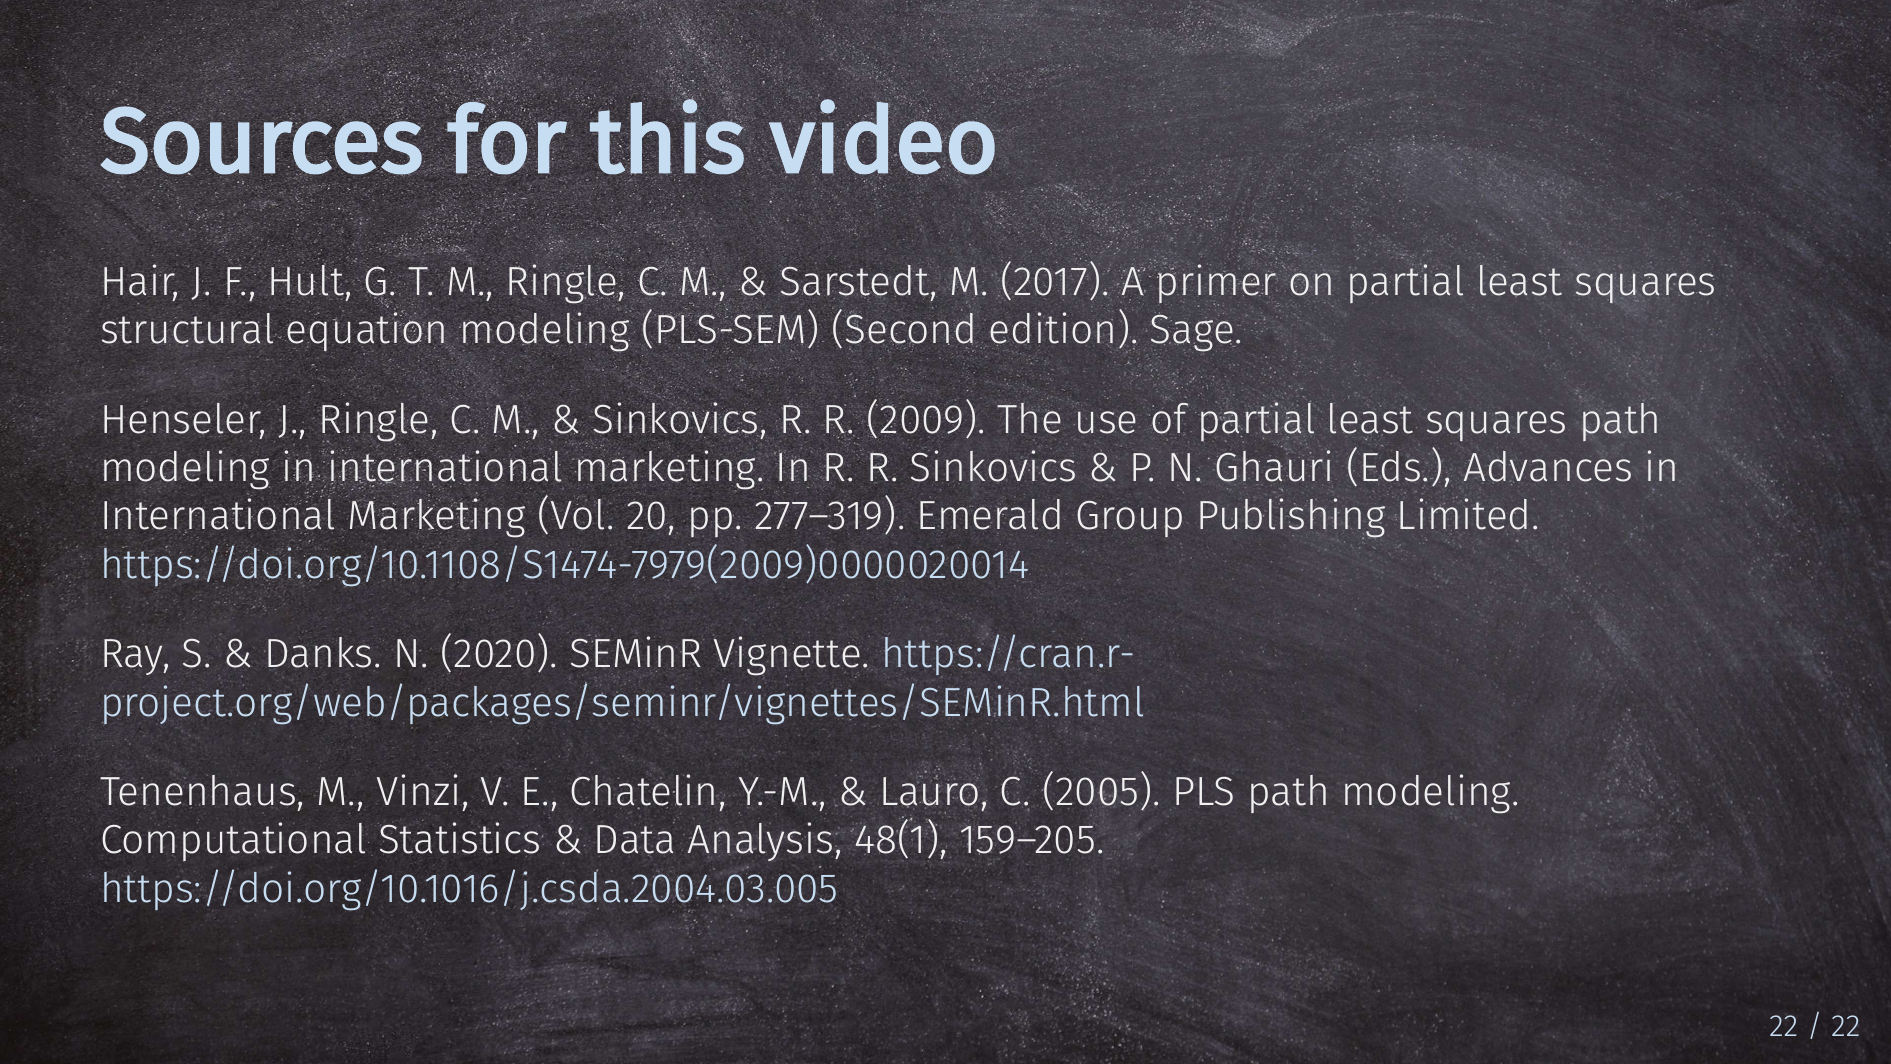 Sources for this video
Hair, J. F., Hult, G. T. M., Ringle, C. M., & Sarstedt, M. (2017). A primer on partial least squares
structural equation modeling (PLS-SEM) (Second edition). Sage.
Henseler, J., Ringle, C. M., & Sinkovics, R. R. (2009). The use of partial least squares path
modeling in international marketing. In R. R. Sinkovics & P. N. Ghauri (Eds.), Advances in
International Marketing (Vol. 20, pp. 277–319). Emerald Group Publishing Limited.
https://doi.org/10.1108/S1474-7979(2009)0000020014
Ray, S. & Danks. N. (2020). SEMinR Vignette. https://cran.r-
project.org/web/packages/seminr/vignettes/SEMinR.html
Tenenhaus, M., Vinzi, V. E., Chatelin, Y.-M., & Lauro, C. (2005). PLS path modeling.
Computational Statistics & Data Analysis, 48(1), 159–205.
https://doi.org/10.1016/j.csda.2004.03.005
22 / 22